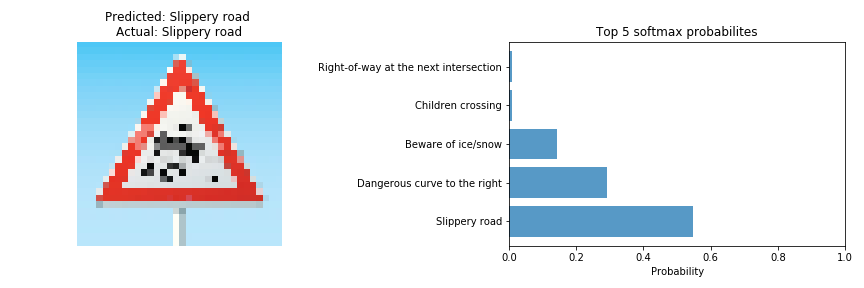 Predicted: Slippery road
Actual: Slippery road
Top 5 softmax probabilites
Right-of-way at the next intersection
Children crossing
Beware of ice/snow
Dangerous curve to the right
Slippery road
0.0 0.2 0.4 0.6 0.8 1.0
Probability